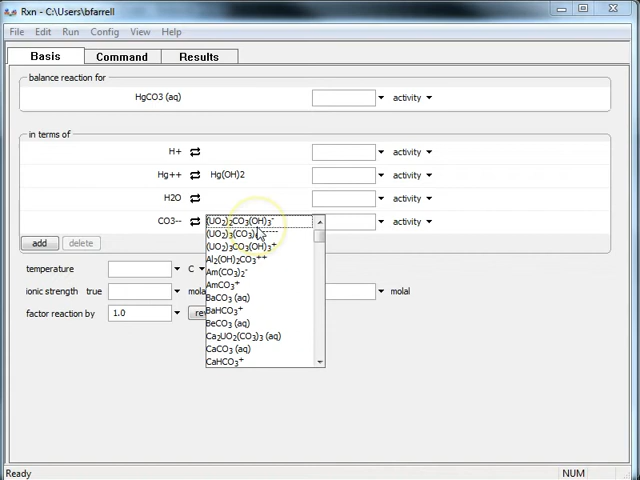 Rxn - C:\Users\bfarrell
File Edit Run Config View Help
Basis Command Results
balance reaction for
HgCO3 (aq) activity
in terms of
H+ activity
Hg++ Hg(OH)2 activity
H2O activity
CO3-- (UO₂)₂CO₃(OH)₃⁻ activity
(UO₂)₃(CO₃)
add delete (UO₂)₃CO₃(OH)₃⁺
Al₂(OH)₂CO₃⁺⁺
temperature C Am(CO₃)₂⁻
AmCO₃⁺
ionic strength true mola molal
BaCO₃ (aq)
factor reaction by 1.0 rev BaHCO₃⁺
BeCO₃ (aq)
Ca₂UO₂(CO₃)₃ (aq)
CaCO₃ (aq)
CaHCO₃⁺
Ready NUM